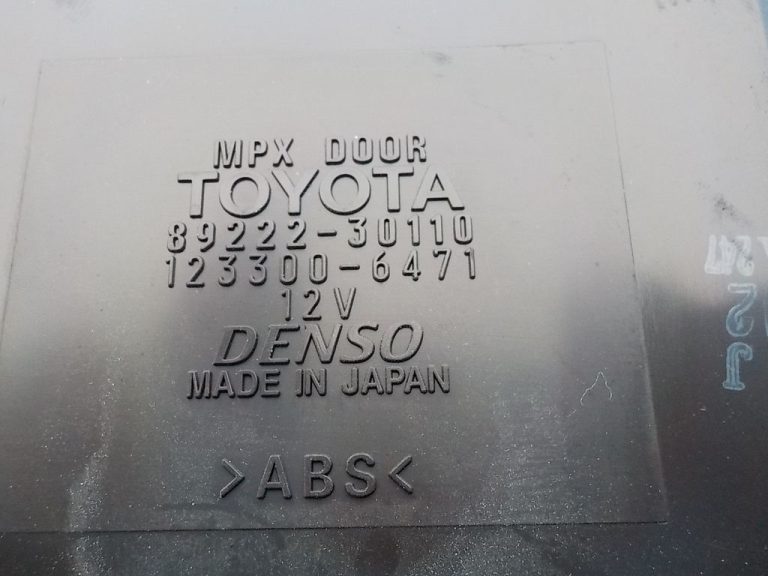 MPX DOOR
TOYOTA
89222-30110
123300-6471
12V
DENSO
MADE IN JAPAN
>ABS<